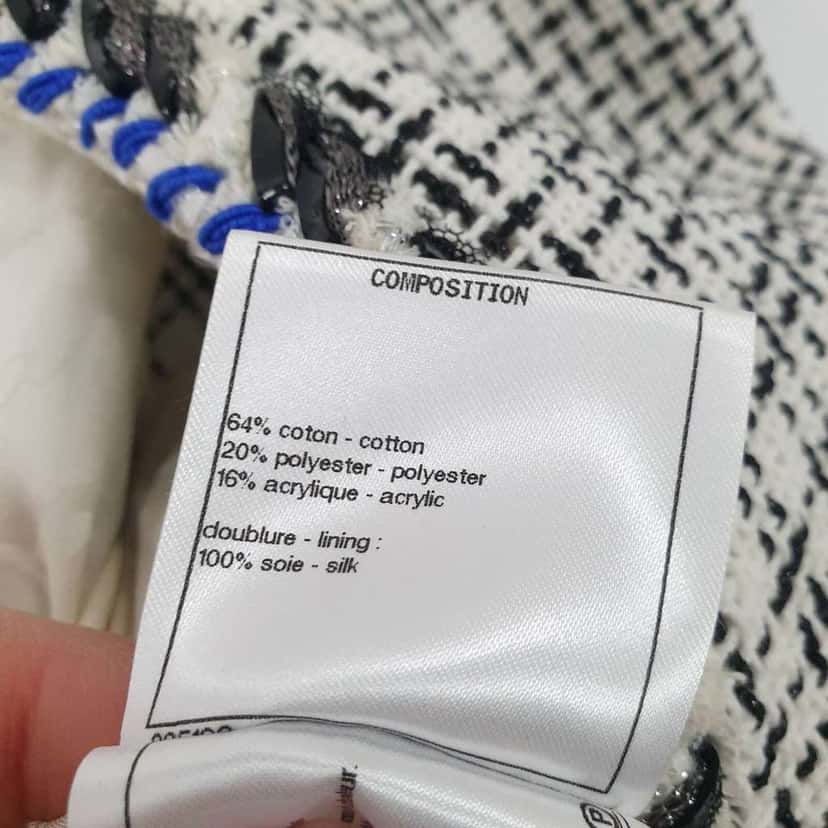 COMPOSITION
64% coton - cotton
20% polyester - polyester
16% acrylique - acrylic
doublure - lining :
100% soie - silk
P